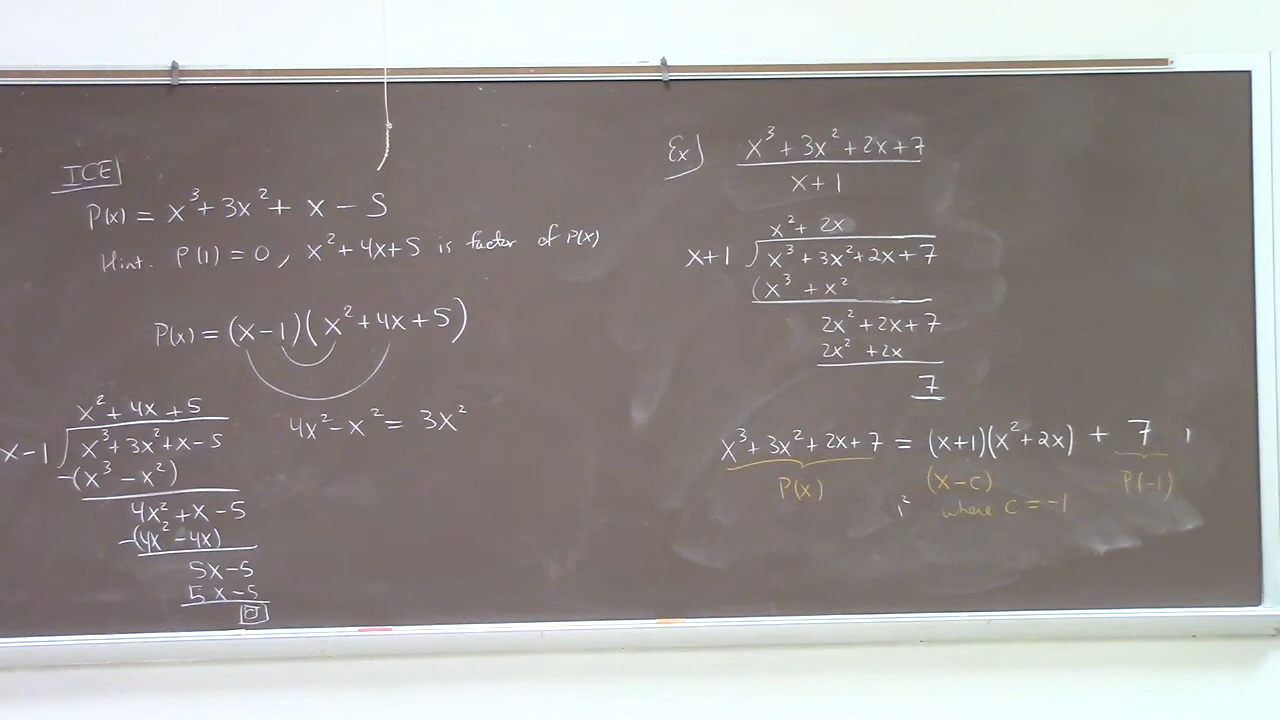 ICE
P(x) = x³ + 3x² + x - 5
Hint. P(1) = 0, x² + 4x + 5 is factor of P(x)
P(x) = (x-1)(x² + 4x + 5)
4x² - x² = 3x²
x² + 4x + 5
x-1 ) x³ + 3x² + x - 5
-(x³ - x²)
4x² + x - 5
-(4x² - 4x)
5x - 5
5x - 5
0
Ex) x³ + 3x² + 2x + 7
x + 1
x² + 2x
x+1 ) x³ + 3x² + 2x + 7
(x³ + x²
2x² + 2x + 7
2x² + 2x
7
x³ + 3x² + 2x + 7 = (x+1)(x² + 2x) + 7
P(x) (x-c) P(-1)
i² where c = -1